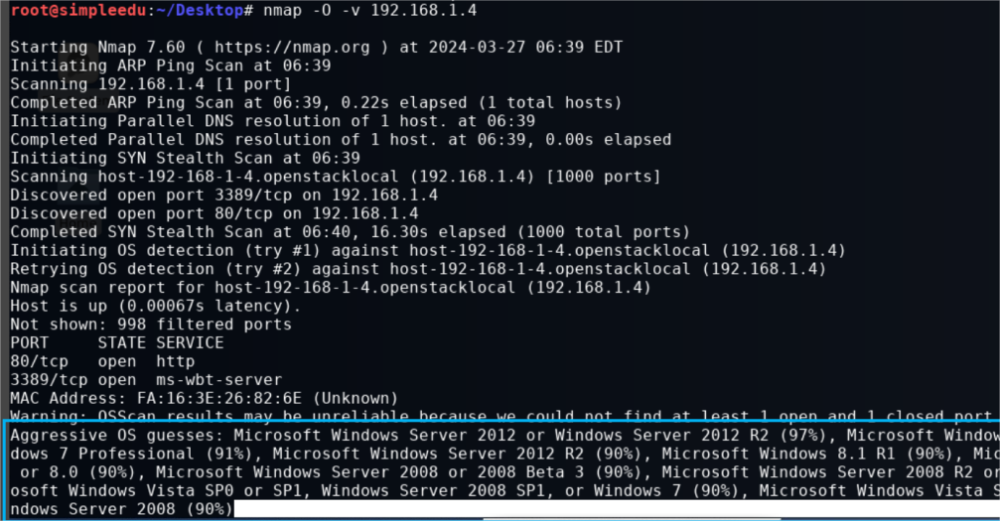 root@simpleedu:~/Desktop# nmap -O -v 192.168.1.4
Starting Nmap 7.60 ( https://nmap.org ) at 2024-03-27 06:39 EDT
Initiating ARP Ping Scan at 06:39
Scanning 192.168.1.4 [1 port]
Completed ARP Ping Scan at 06:39, 0.22s elapsed (1 total hosts)
Initiating Parallel DNS resolution of 1 host. at 06:39
Completed Parallel DNS resolution of 1 host. at 06:39, 0.00s elapsed
Initiating SYN Stealth Scan at 06:39
Scanning host-192-168-1-4.openstacklocal (192.168.1.4) [1000 ports]
Discovered open port 3389/tcp on 192.168.1.4
Discovered open port 80/tcp on 192.168.1.4
Completed SYN Stealth Scan at 06:40, 16.30s elapsed (1000 total ports)
Initiating OS detection (try #1) against host-192-168-1-4.openstacklocal (192.168.1.4)
Retrying OS detection (try #2) against host-192-168-1-4.openstacklocal (192.168.1.4)
Nmap scan report for host-192-168-1-4.openstacklocal (192.168.1.4)
Host is up (0.00067s latency).
Not shown: 998 filtered ports
PORT     STATE SERVICE
80/tcp   open  http
3389/tcp open  ms-wbt-server
MAC Address: FA:16:3E:26:82:6E (Unknown)
Warning: OSScan results may be unreliable because we could not find at least 1 open and 1 closed port
Aggressive OS guesses: Microsoft Windows Server 2012 or Windows Server 2012 R2 (97%), Microsoft Window
dows 7 Professional (91%), Microsoft Windows Server 2012 R2 (90%), Microsoft Windows 8.1 R1 (90%), Mic
or 8.0 (90%), Microsoft Windows Server 2008 or 2008 Beta 3 (90%), Microsoft Windows Server 2008 R2 o
osoft Windows Vista SP0 or SP1, Windows Server 2008 SP1, or Windows 7 (90%), Microsoft Windows Vista S
ndows Server 2008 (90%)